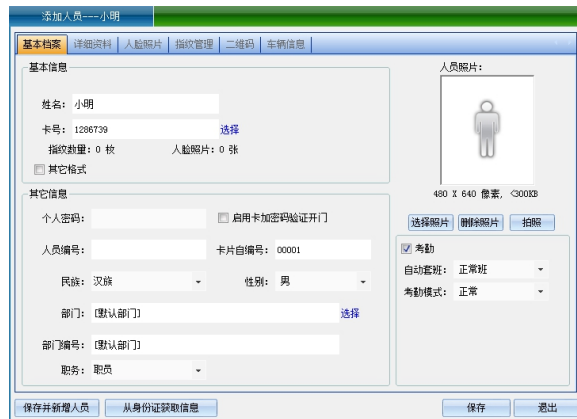 添加人员---小明
基本档案 详细资料 人脸照片 指纹管理 二维码 车辆信息
基本信息
姓名: 小明
卡号: 1286739 选择
指纹数量: 0 枚 人脸照片: 0 张
其它格式
人员照片:
480 X 640 像素, <300KB
选择照片 删除照片 拍照
其它信息
个人密码: 启用卡加密码验证开门
人员编号: 卡片自编号: 00001
民族: 汉族 性别: 男
部门: [默认部门] 选择
部门编号: [默认部门]
职务: 职员
考勤
自动套班: 正常班
考勤模式: 正常
保存并新增人员 从身份证获取信息 保存 退出